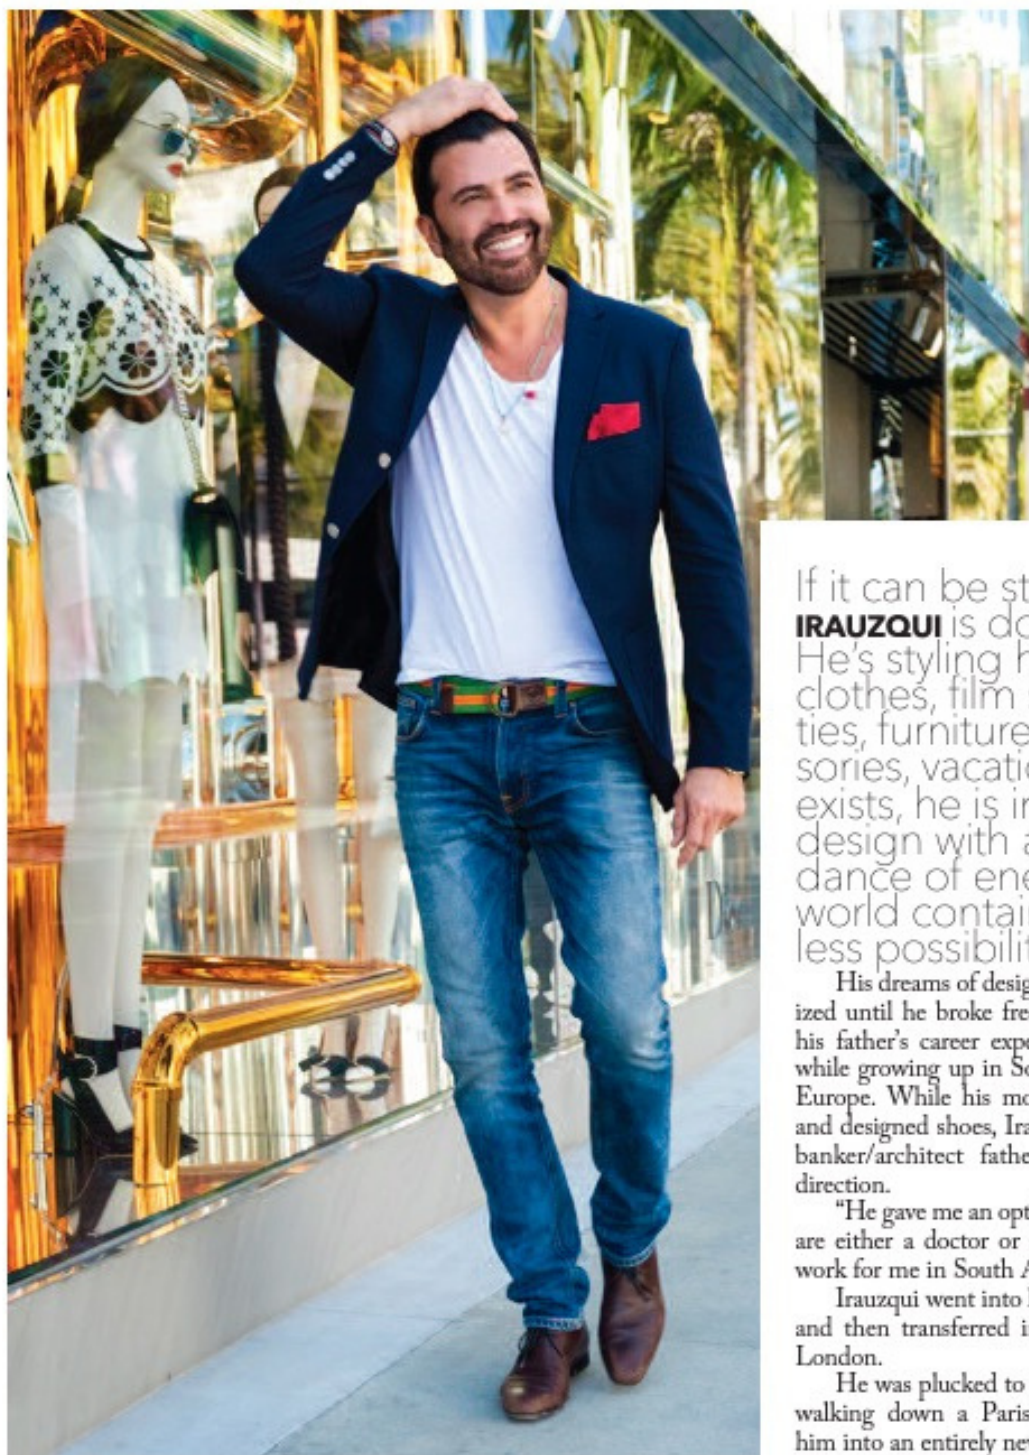 If it can be st
IRAUZQUI is do
He's styling h
clothes, film
ties, furniture
sories, vacatio
exists, he is in
design with a
dance of ene
world contai
less possibili
His dreams of desig
ized until he broke fre
his father's career expe
while growing up in So
Europe. While his mo
and designed shoes, Ira
banker/architect fathe
direction.
"He gave me an opt
are either a doctor or
work for me in South A
Irauzqui went into
and then transferred i
London.
He was plucked to
walking down a Paris
him into an entirely ne